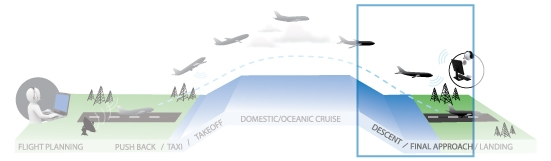 FLIGHT PLANNING
PUSH BACK / TAXI / TAKEOFF
DOMESTIC/OCEANIC CRUISE
DESCENT / FINAL APPROACH / LANDING